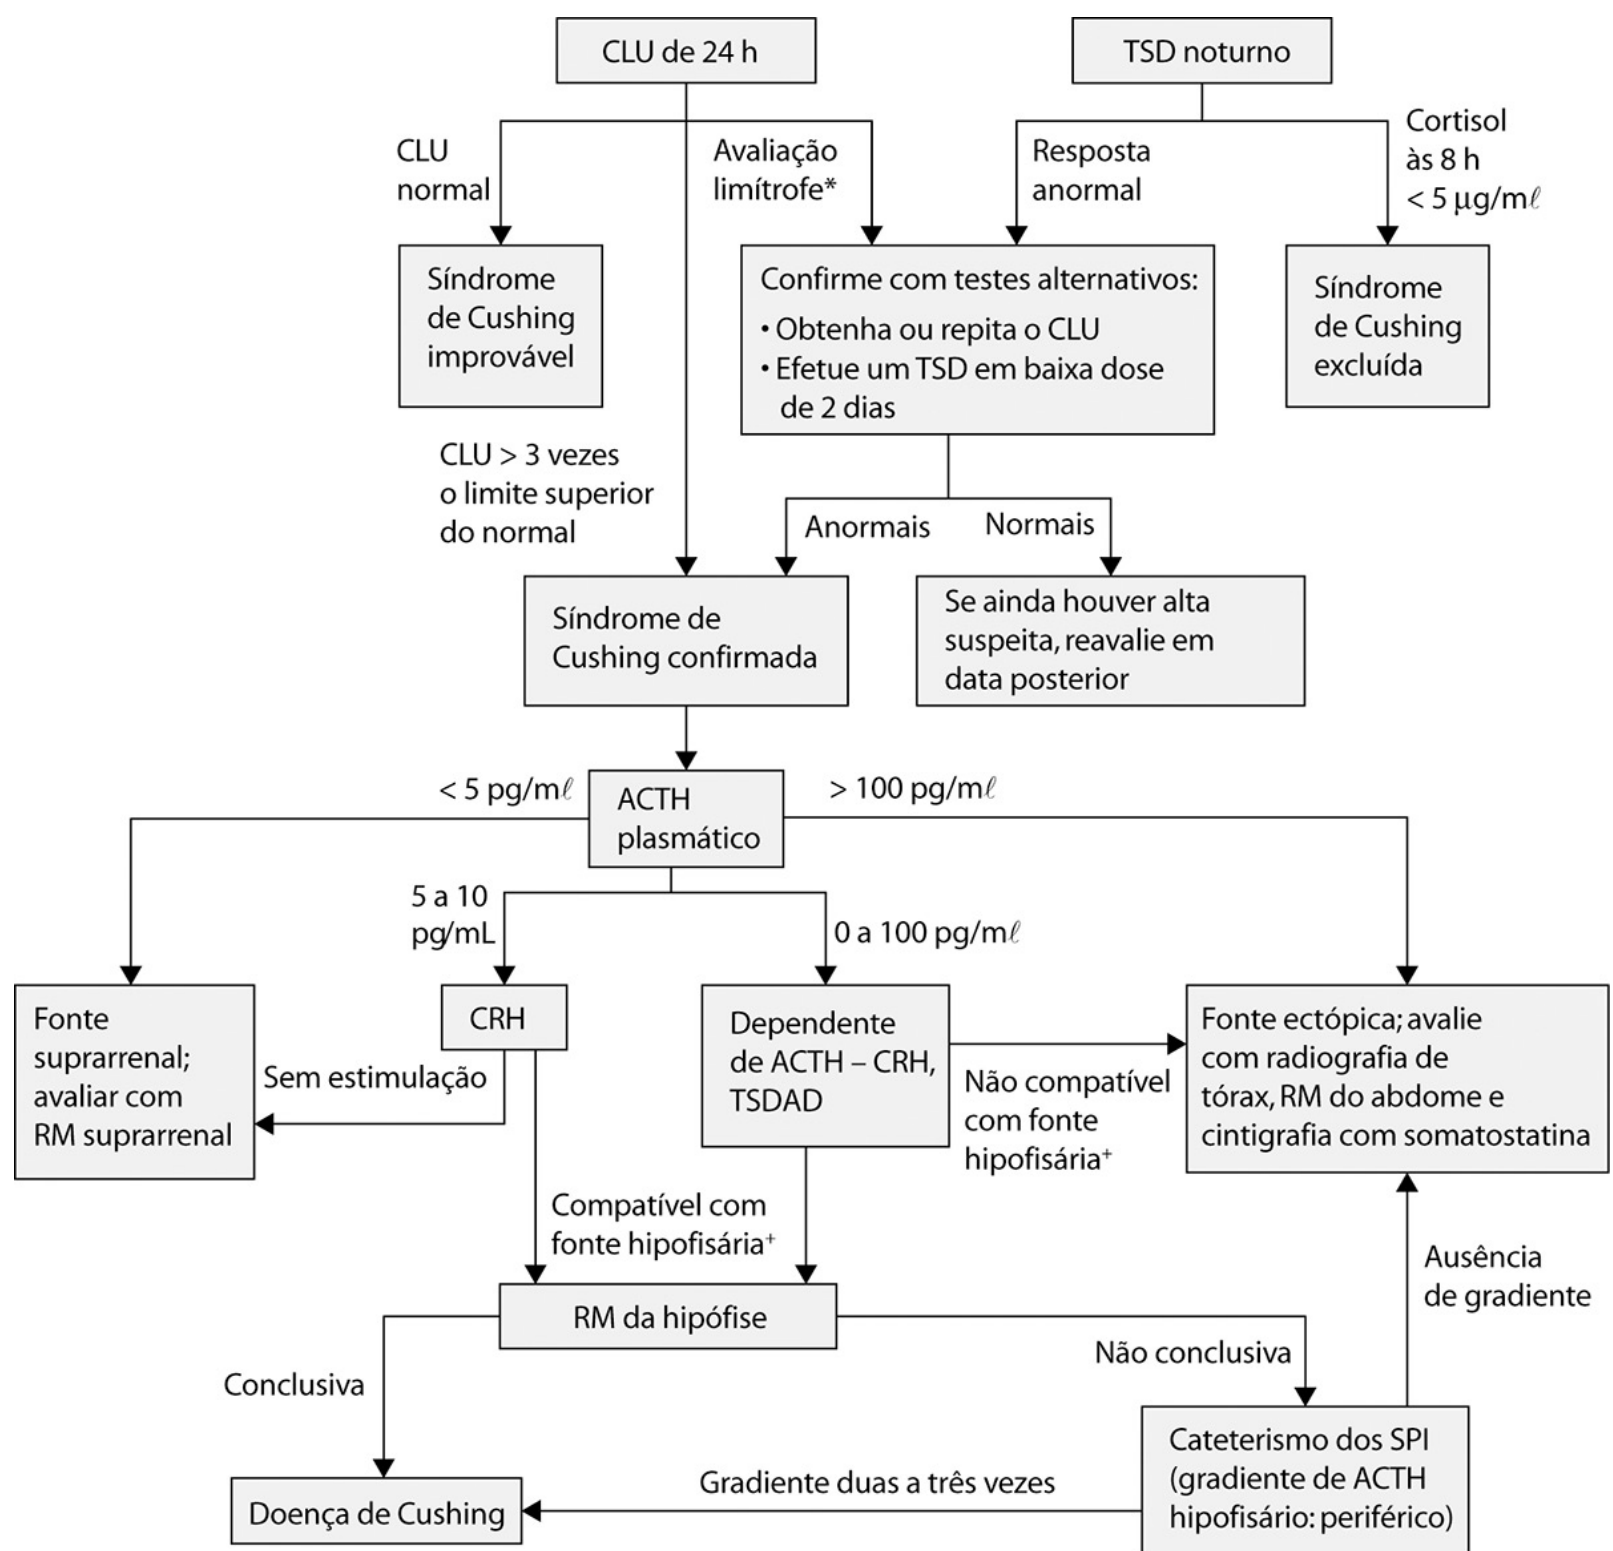 CLU de 24 h
TSD noturno
CLU
normal
Avaliação
limítrofe*
Resposta
anormal
Cortisol
às 8 h
< 5 µg/mℓ
Síndrome
de Cushing
improvável
Confirme com testes alternativos:
• Obtenha ou repita o CLU
• Efetue um TSD em baixa dose
de 2 dias
Síndrome
de Cushing
excluída
CLU > 3 vezes
o limite superior
do normal
Anormais
Normais
Síndrome de
Cushing confirmada
Se ainda houver alta
suspeita, reavalie em
data posterior
< 5 pg/mℓ
ACTH
plasmático
> 100 pg/mℓ
5 a 10
pg/mL
0 a 100 pg/mℓ
Fonte
suprarrenal;
avaliar com
RM suprarrenal
Sem estimulação
CRH
Dependente
de ACTH – CRH,
TSDAD
Não compatível
com fonte
hipofisária⁺
Fonte ectópica; avalie
com radiografia de
tórax, RM do abdome e
cintigrafia com somatostatina
Compatível com
fonte hipofisária⁺
Ausência
de gradiente
RM da hipófise
Conclusiva
Não conclusiva
Doença de Cushing
Gradiente duas a três vezes
Cateterismo dos SPI
(gradiente de ACTH
hipofisário: periférico)